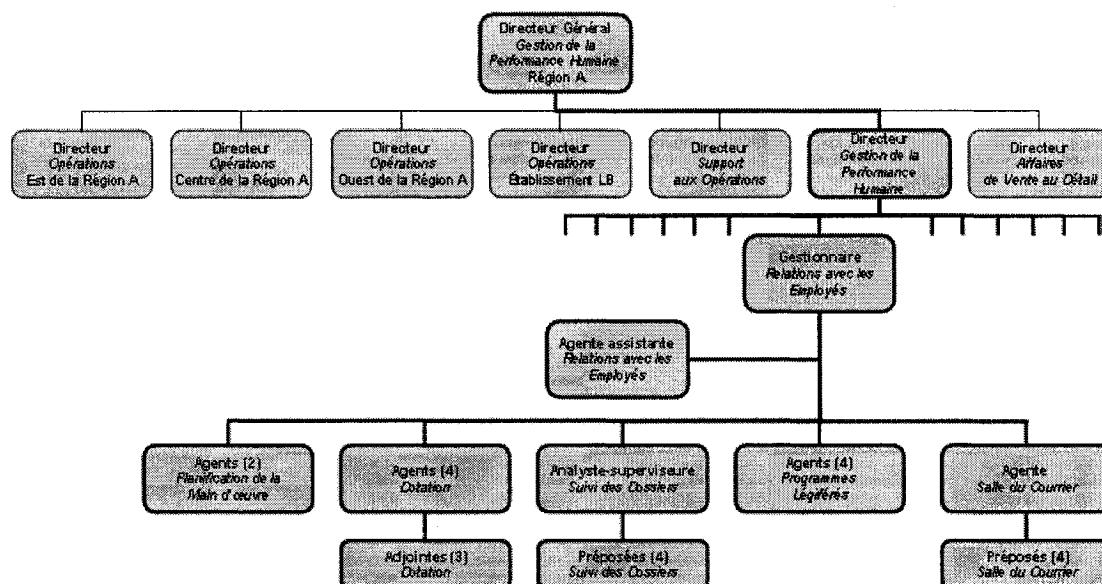 Directeur Général
Gestion de la
Performance Humaine
Région A
Directeur
Opérations
Est de la Région A
Directeur
Opérations
Centre de la Région A
Directeur
Opérations
Ouest de la Région A
Directeur
Opérations
Établissement LB
Directeur
Support
aux Opérations
Directeur
Gestion de la
Performance
Humaine
Directeur
Affaires
de Vente au Détail
Gestionnaire
Relations avec les
Employés
Agente assistante
Relations avec les
Employés
Agents (2)
Planification de la
Main d'œuvre
Agents (4)
Dotation
Analyste-superviseure
Suivi des Dossiers
Agents (4)
Programmes
Légiférés
Agente
Salle du Courrier
Adjointes (3)
Dotation
Préposées (4)
Suivi des Dossiers
Préposés (4)
Salle du Courrier